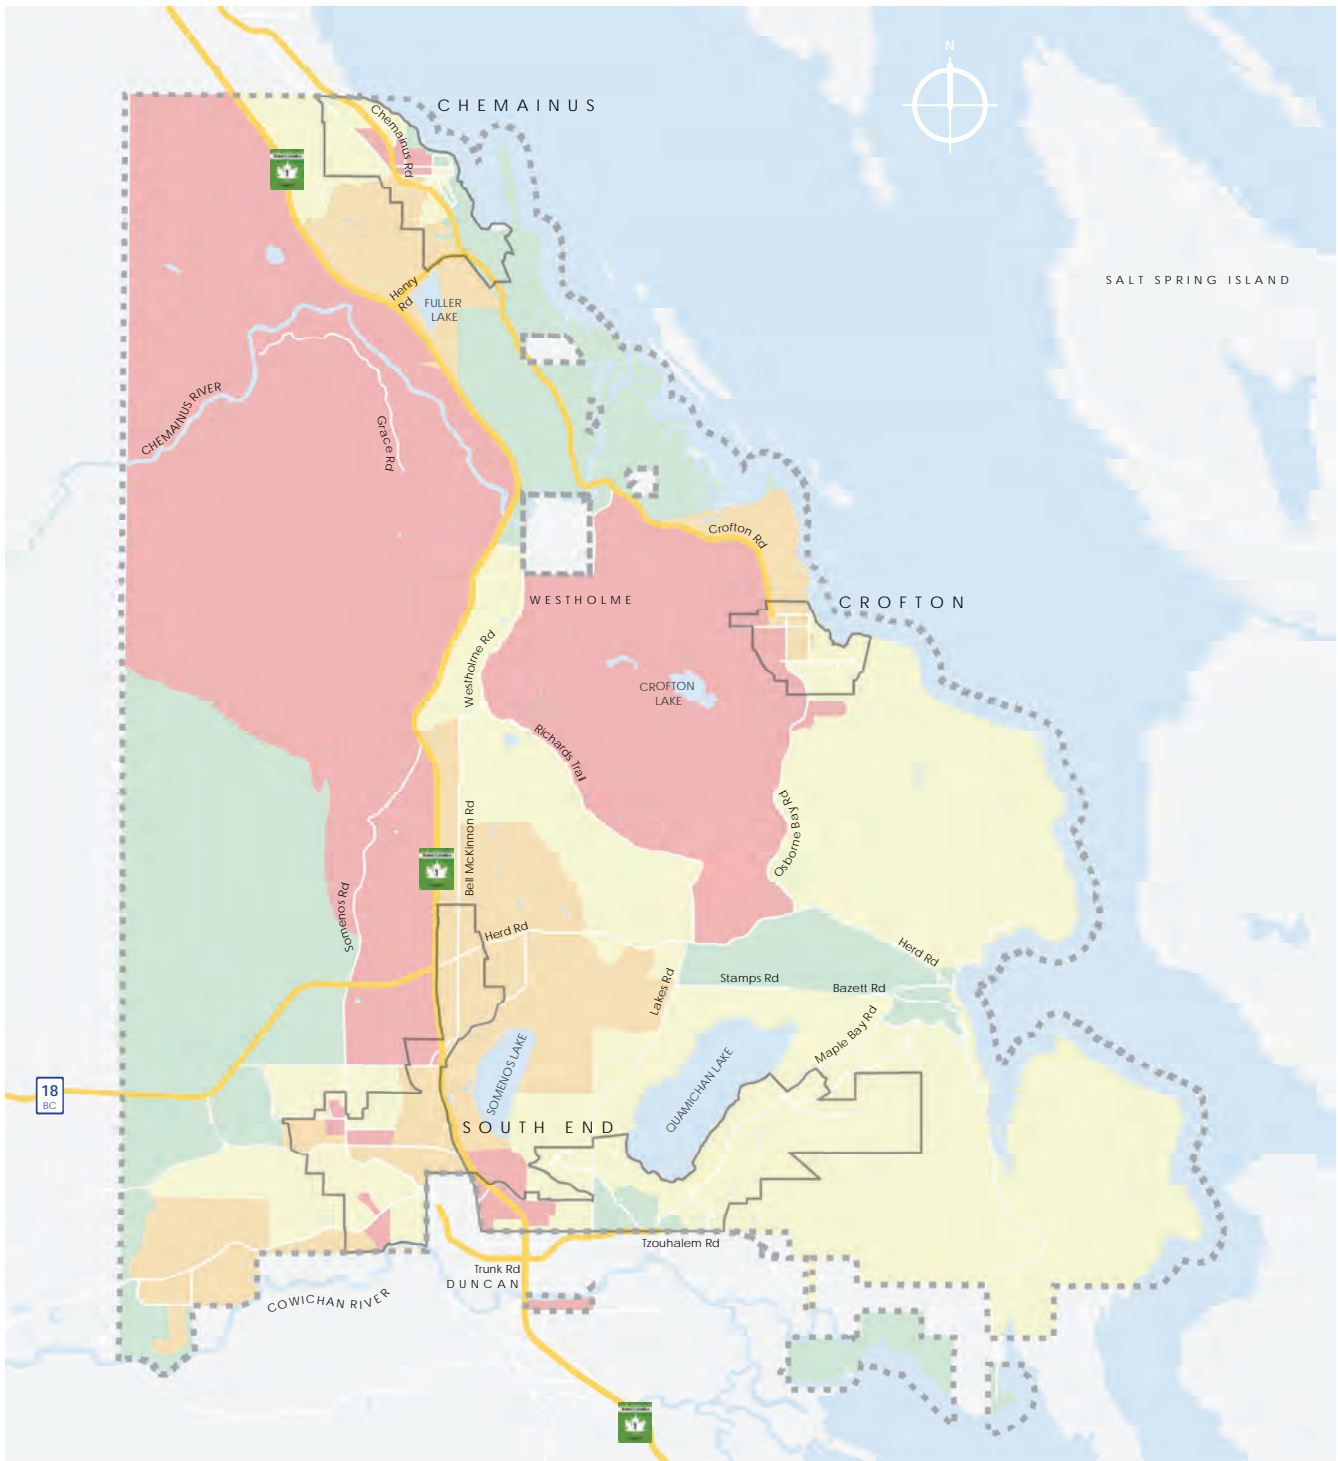 N
CHEMAINUS
Chemainus Rd
1
SALT SPRING ISLAND
Henry
Rd
FULLER
LAKE
CHEMAINUS RIVER
Grace Rd
Crofton Rd
WESTHOLME
CROFTON
Westholme Rd
CROFTON
LAKE
Richards Trail
Osborne Bay Rd
Bell McKinnon Rd
1
Somenos Rd
Herd Rd
Herd Rd
Stamps Rd
Bazett Rd
Lakes Rd
Maple Bay Rd
SOMENOS LAKE
QUAMICHAN LAKE
18
BC
SOUTH END
Tzouhalem Rd
Trunk Rd
DUNCAN
COWICHAN RIVER
1